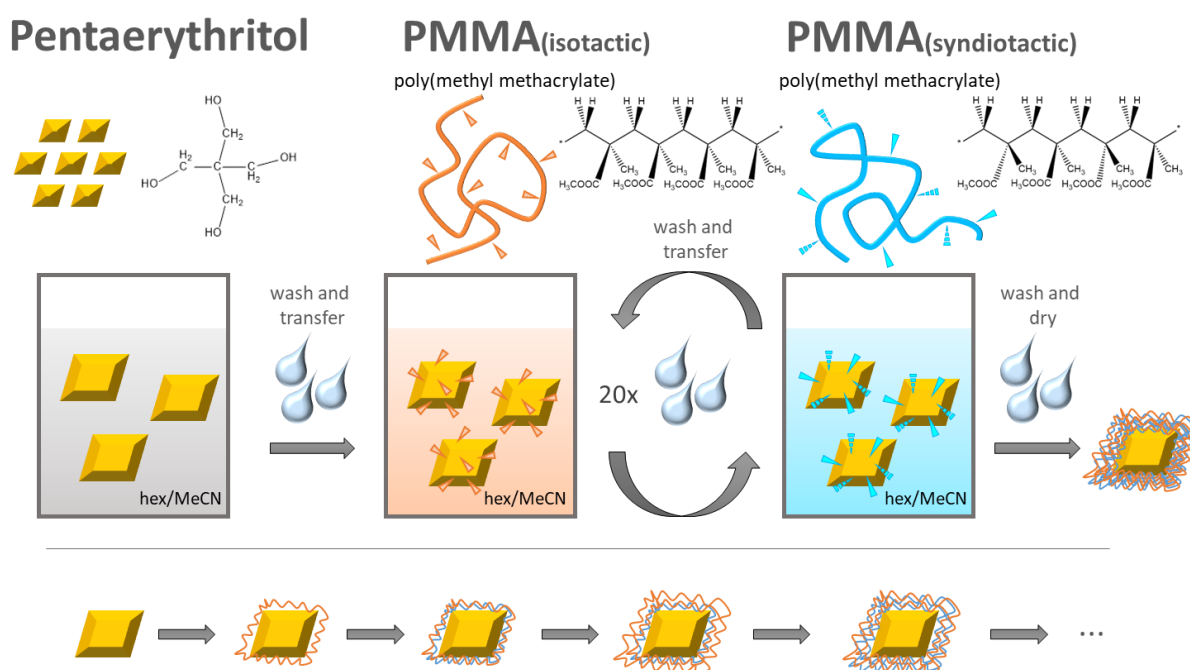 Pentaerythritol
PMMA(isotactic)
PMMA(syndiotactic)
poly(methyl methacrylate)
poly(methyl methacrylate)
HO
CH2
H2
C
OH
C
H2
HO
CH2
HO
H H H H H H H H
* *
CH3 CH3 CH3 CH3
H3COOC H3COOC H3COOC H3COOC
H H H H H H H H
* *
CH3 CH3 CH3 CH3
H3COOC H3COOC H3COOC H3COOC
wash and
transfer
wash and
transfer
wash and
dry
20x
hex/MeCN
hex/MeCN
hex/MeCN
...